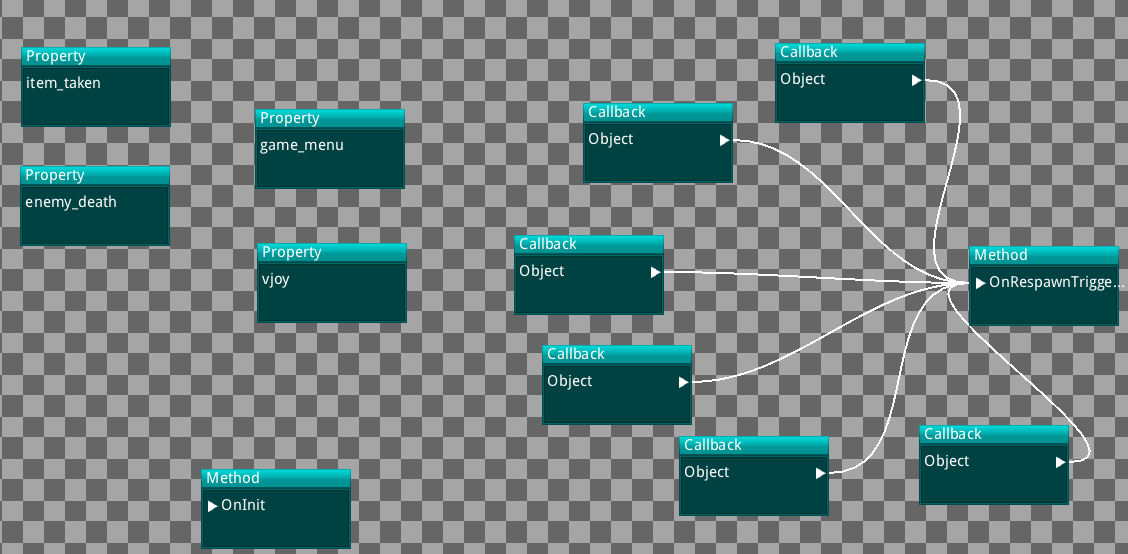 Property
item_taken
Property
enemy_death
Property
game_menu
Property
vjoy
Method
OnInit
Callback
Object
Callback
Object
Callback
Object
Callback
Object
Callback
Object
Callback
Object
Method
OnRespawnTrigge...